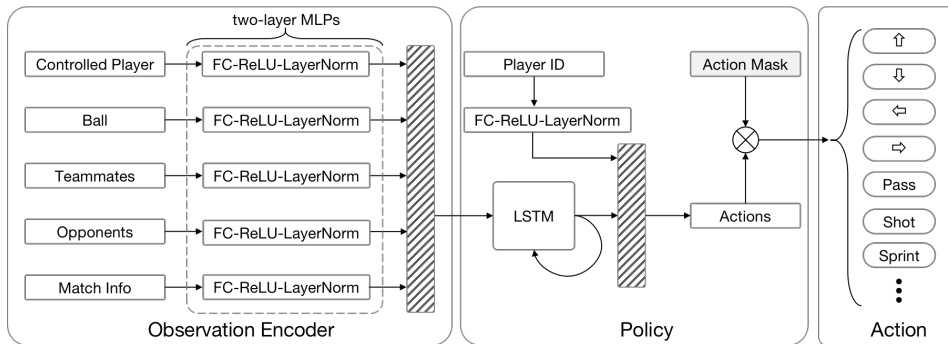 two-layer MLPs
Controlled Player
FC-ReLU-LayerNorm
Ball
FC-ReLU-LayerNorm
Teammates
FC-ReLU-LayerNorm
Opponents
FC-ReLU-LayerNorm
Match Info
FC-ReLU-LayerNorm
Observation Encoder
Player ID
FC-ReLU-LayerNorm
LSTM
Action Mask
Actions
Policy
Pass
Shot
Sprint
Action